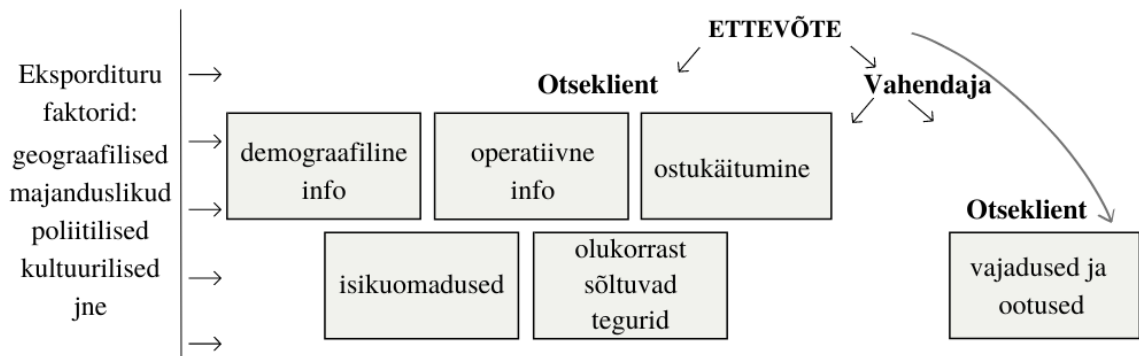 ETTEVÕTE
Otseklient
Vahendaja
Ekspordituru
faktorid:
geograafilised
majanduslikud
poliitilised
kultuurilised
jne
demograafiline
info
operatiivne
info
ostukäitumine
isikuomadused
olukorrast
sõltuvad
tegurid
Otseklient
vajadused ja
ootused